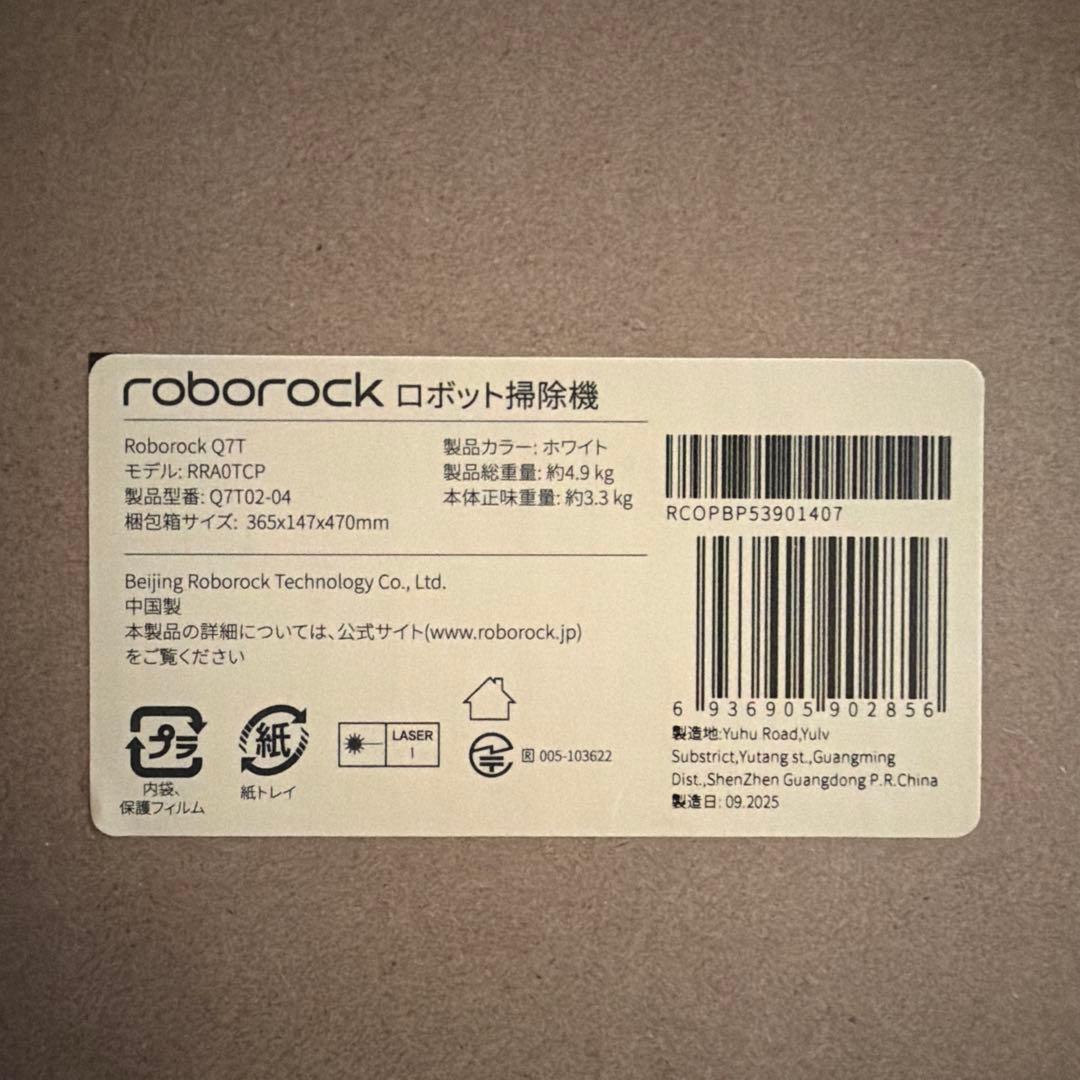 roborock ロボット掃除機
Roborock Q7T
モデル: RRA0TCP
製品型番: Q7T02-04
梱包箱サイズ: 365x147x470mm
製品カラー: ホワイト
製品総重量: 約4.9 kg
本体正味重量: 約3.3 kg
Beijing Roborock Technology Co., Ltd.
中国製
本製品の詳細については、公式サイト(www.roborock.jp)
をご覧ください
プラ
内袋、
保護フィルム
紙
紙トレイ
LASER
1
R 005-103622
RCOPBP53901407
6 936905 902856
製造地:Yuhu Road,Yulv
Substrict,Yutang st.,Guangming
Dist.,ShenZhen Guangdong P.R.China
製造日: 09.2025